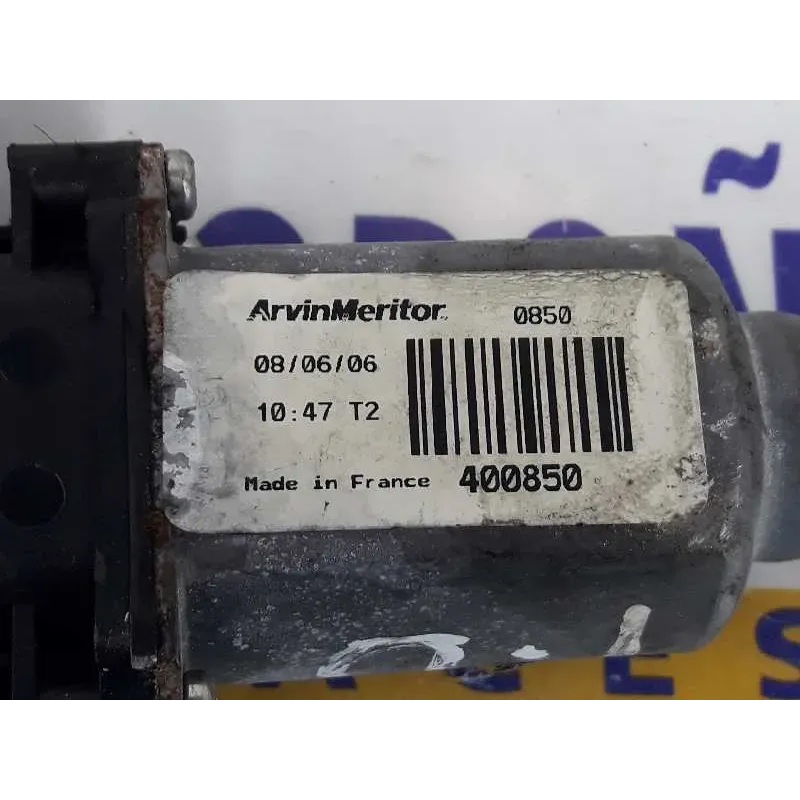 ArvinMeritor 0850
08/06/06
10:47 T2
Made in France 400850